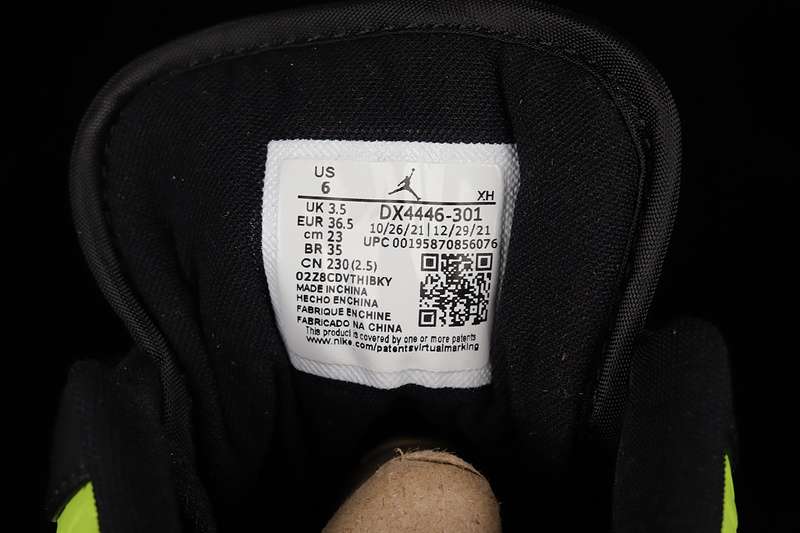 US
6
XH
UK 3.5
DX4446-301
EUR 36.5
10/26/21|12/29/21
cm 23
UPC 00195870856076
BR 35
CN 230(2.5)
02Z8CDVTHIBKY
MADE IN CHINA
HECHO EN CHINA
FABRIQUE EN CHINE
FABRICADO NA CHINA
This product is covered by one or more patents
www.nike.com/patentsvirtualmarking